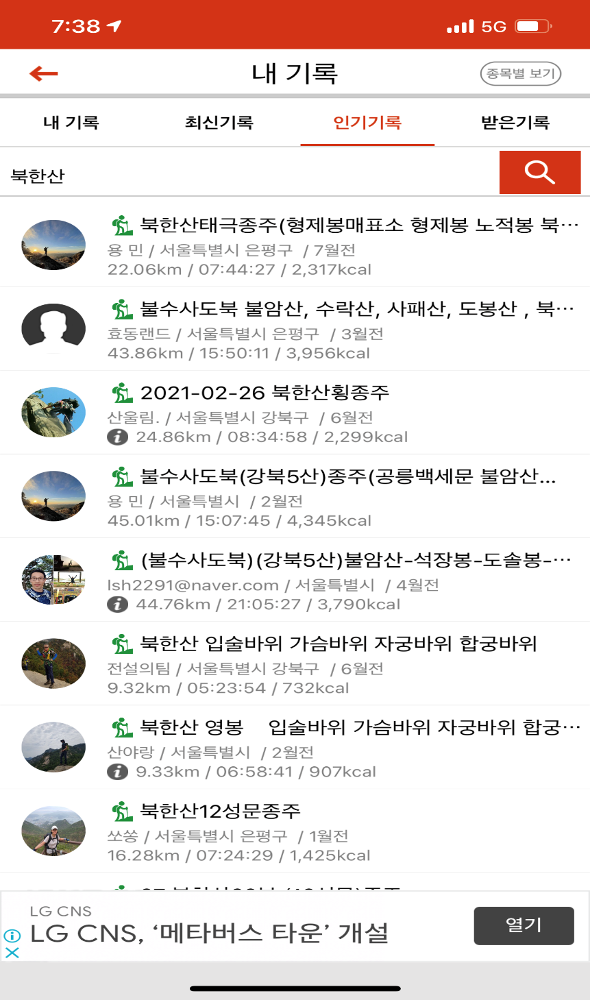 7:38 5G
내 기록 종목별 보기
내 기록 최신기록 인기기록 받은기록
북한산
북한산태극종주(형제봉매표소 형제봉 노적봉 북…
용 민 / 서울특별시 은평구 / 7월전
22.06km / 07:44:27 / 2,317kcal
불수사도북 불암산, 수락산, 사패산, 도봉산 , 북…
효동랜드 / 서울특별시 은평구 / 3월전
43.86km / 15:50:11 / 3,956kcal
2021-02-26 북한산횡종주
산울림. / 서울특별시 강북구 / 6월전
24.86km / 08:34:58 / 2,299kcal
불수사도북(강북5산)종주(공릉백세문 불암산...
용 민 / 서울특별시 / 2월전
45.01km / 15:07:45 / 4,345kcal
(불수사도북)(강북5산)불암산-석장봉-도솔봉-…
lsh2291@naver.com / 서울특별시 / 4월전
44.76km / 21:05:27 / 3,790kcal
북한산 입술바위 가슴바위 자궁바위 합궁바위
전설의팀 / 서울특별시 강북구 / 6월전
9.32km / 05:23:54 / 732kcal
북한산 영봉 입술바위 가슴바위 자궁바위 합궁…
산야랑 / 서울특별시 / 2월전
9.33km / 06:58:41 / 907kcal
북한산12성문종주
쏘쏭 / 서울특별시 은평구 / 1월전
16.28km / 07:24:29 / 1,425kcal
LG CNS
LG CNS, ‘메타버스 타운’ 개설
열기